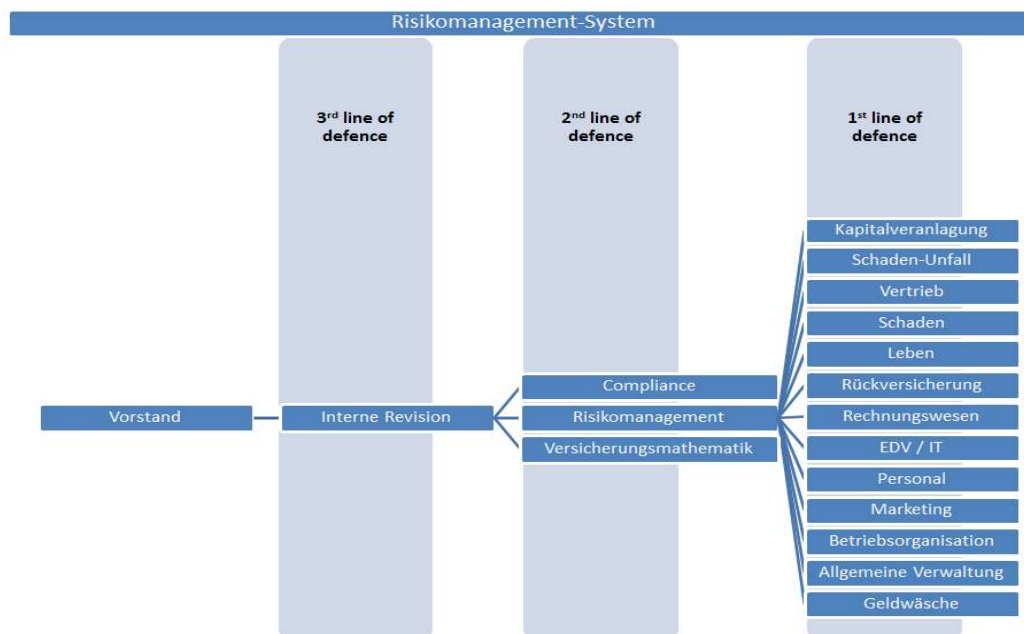 Risikomanagement-System
3rd line of
defence
2nd line of
defence
1st line of
defence
Vorstand
Interne Revision
Compliance
Risikomanagement
Versicherungsmathematik
Kapitalveranlagung
Schaden-Unfall
Vertrieb
Schaden
Leben
Rückversicherung
Rechnungswesen
EDV / IT
Personal
Marketing
Betriebsorganisation
Allgemeine Verwaltung
Geldwäsche